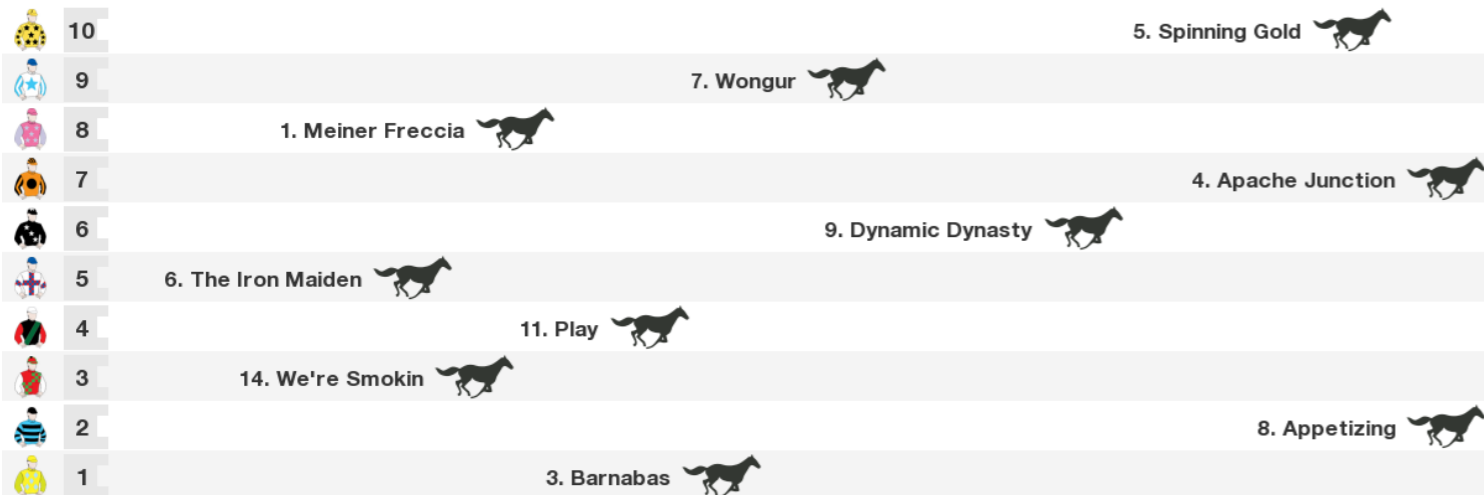 10 5. Spinning Gold
9 7. Wongur
8 1. Meiner Freccia
7 4. Apache Junction
6 9. Dynamic Dynasty
5 6. The Iron Maiden
4 11. Play
3 14. We're Smokin
2 8. Appetizing
1 3. Barnabas